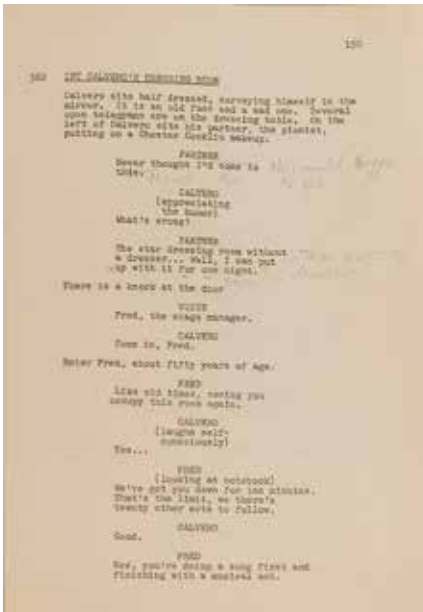 150
382 INT CALVERO'S DRESSING ROOM
Calvero sits half dressed, surveying himself in the
mirror. It is an old face and a sad one. Several
open telegrams are on the dressing table. On the
left of Calvero sits his partner, the pianist,
putting on a Chester Conklin makeup.
PARTNER
Never thought I'd come to
this.
CALVERO
(appreciating
the humor)
What's wrong?
PARTNER
The star dressing room without
a dresser... Well, I can put
up with it for one night.
There is a knock at the door
VOICE
Fred, the stage manager.
CALVERO
Come in, Fred.
Enter Fred, about fifty years of age.
FRED
Like old times, seeing you
occupy this room again.
CALVERO
(laughs self-
consciously)
Yes...
FRED
(looking at notebook)
We've got you down for ten minutes.
That's the limit, as there's
twenty other acts to follow.
CALVERO
Good.
FRED
Now, you're doing a song first and
finishing with a musical act.